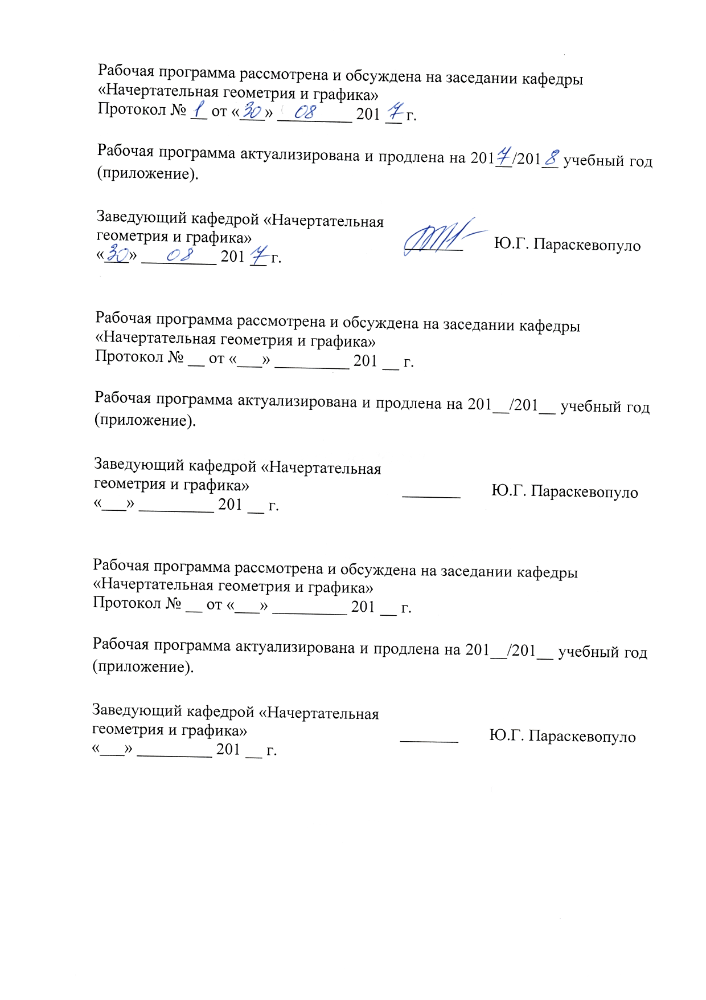 Рабочая программа рассмотрена и обсуждена на заседании кафедры
«Начертательная геометрия и графика»
Протокол № 1 от «30» 08 2017 г.
Рабочая программа актуализирована и продлена на 2017/2018 учебный год
(приложение).
Заведующий кафедрой «Начертательная
геометрия и графика» Ю.Г. Параскевопуло
«30» 08 2017 г.
Рабочая программа рассмотрена и обсуждена на заседании кафедры
«Начертательная геометрия и графика»
Протокол № __ от «___» _________ 201 __ г.
Рабочая программа актуализирована и продлена на 201__/201__ учебный год
(приложение).
Заведующий кафедрой «Начертательная
геометрия и графика» _______ Ю.Г. Параскевопуло
«___» _________ 201 __ г.
Рабочая программа рассмотрена и обсуждена на заседании кафедры
«Начертательная геометрия и графика»
Протокол № __ от «___» _________ 201 __ г.
Рабочая программа актуализирована и продлена на 201__/201__ учебный год
(приложение).
Заведующий кафедрой «Начертательная
геометрия и графика» _______ Ю.Г. Параскевопуло
«___» _________ 201 __ г.